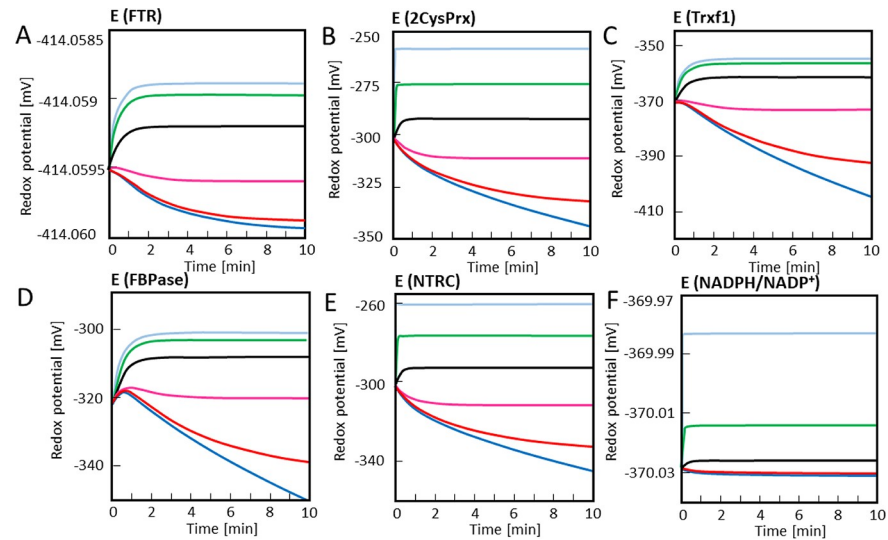 A
E (FTR)
Redox potential [mV]
-414.0585
-414.059
-414.0595
-414.060
0
2
4
6
8
10
Time [min]
B
E (2CysPrx)
Redox potential [mV]
-250
-275
-300
-325
-350
0
2
4
6
8
10
Time [min]
C
E (Trxf1)
Redox potential [mV]
-350
-370
-390
-410
0
2
4
6
8
10
Time [min]
D
E (FBPase)
Redox potential [mV]
-300
-320
-340
0
2
4
6
8
10
Time [min]
E
E (NTRC)
Redox potential [mV]
-260
-300
-340
0
2
4
6
8
10
Time [min]
F
E (NADPH/NADP⁺)
Redox potential [mV]
-369.97
-369.99
-370.01
-370.03
0
2
4
6
8
10
Time [min]